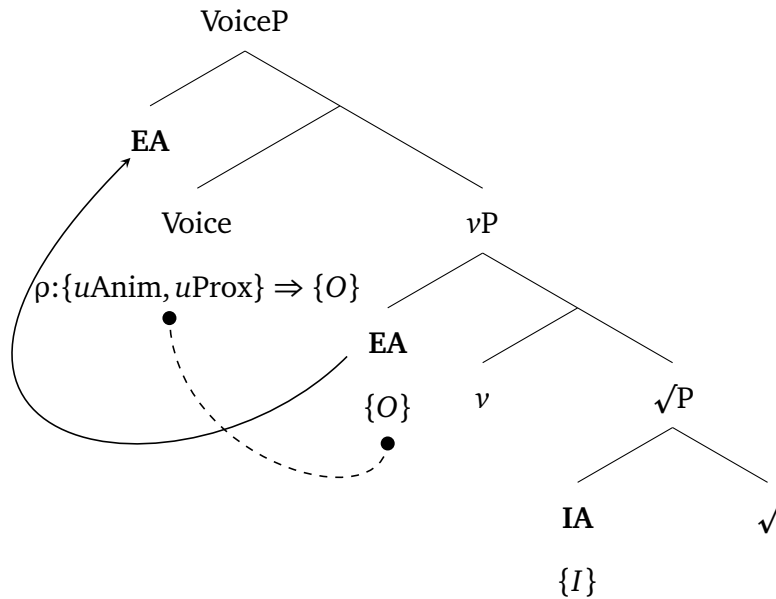 VoiceP
EA
Voice vP
ρ:{uAnim, uProx} ⇒ {O}
EA v √P
{O}
IA √
{I}